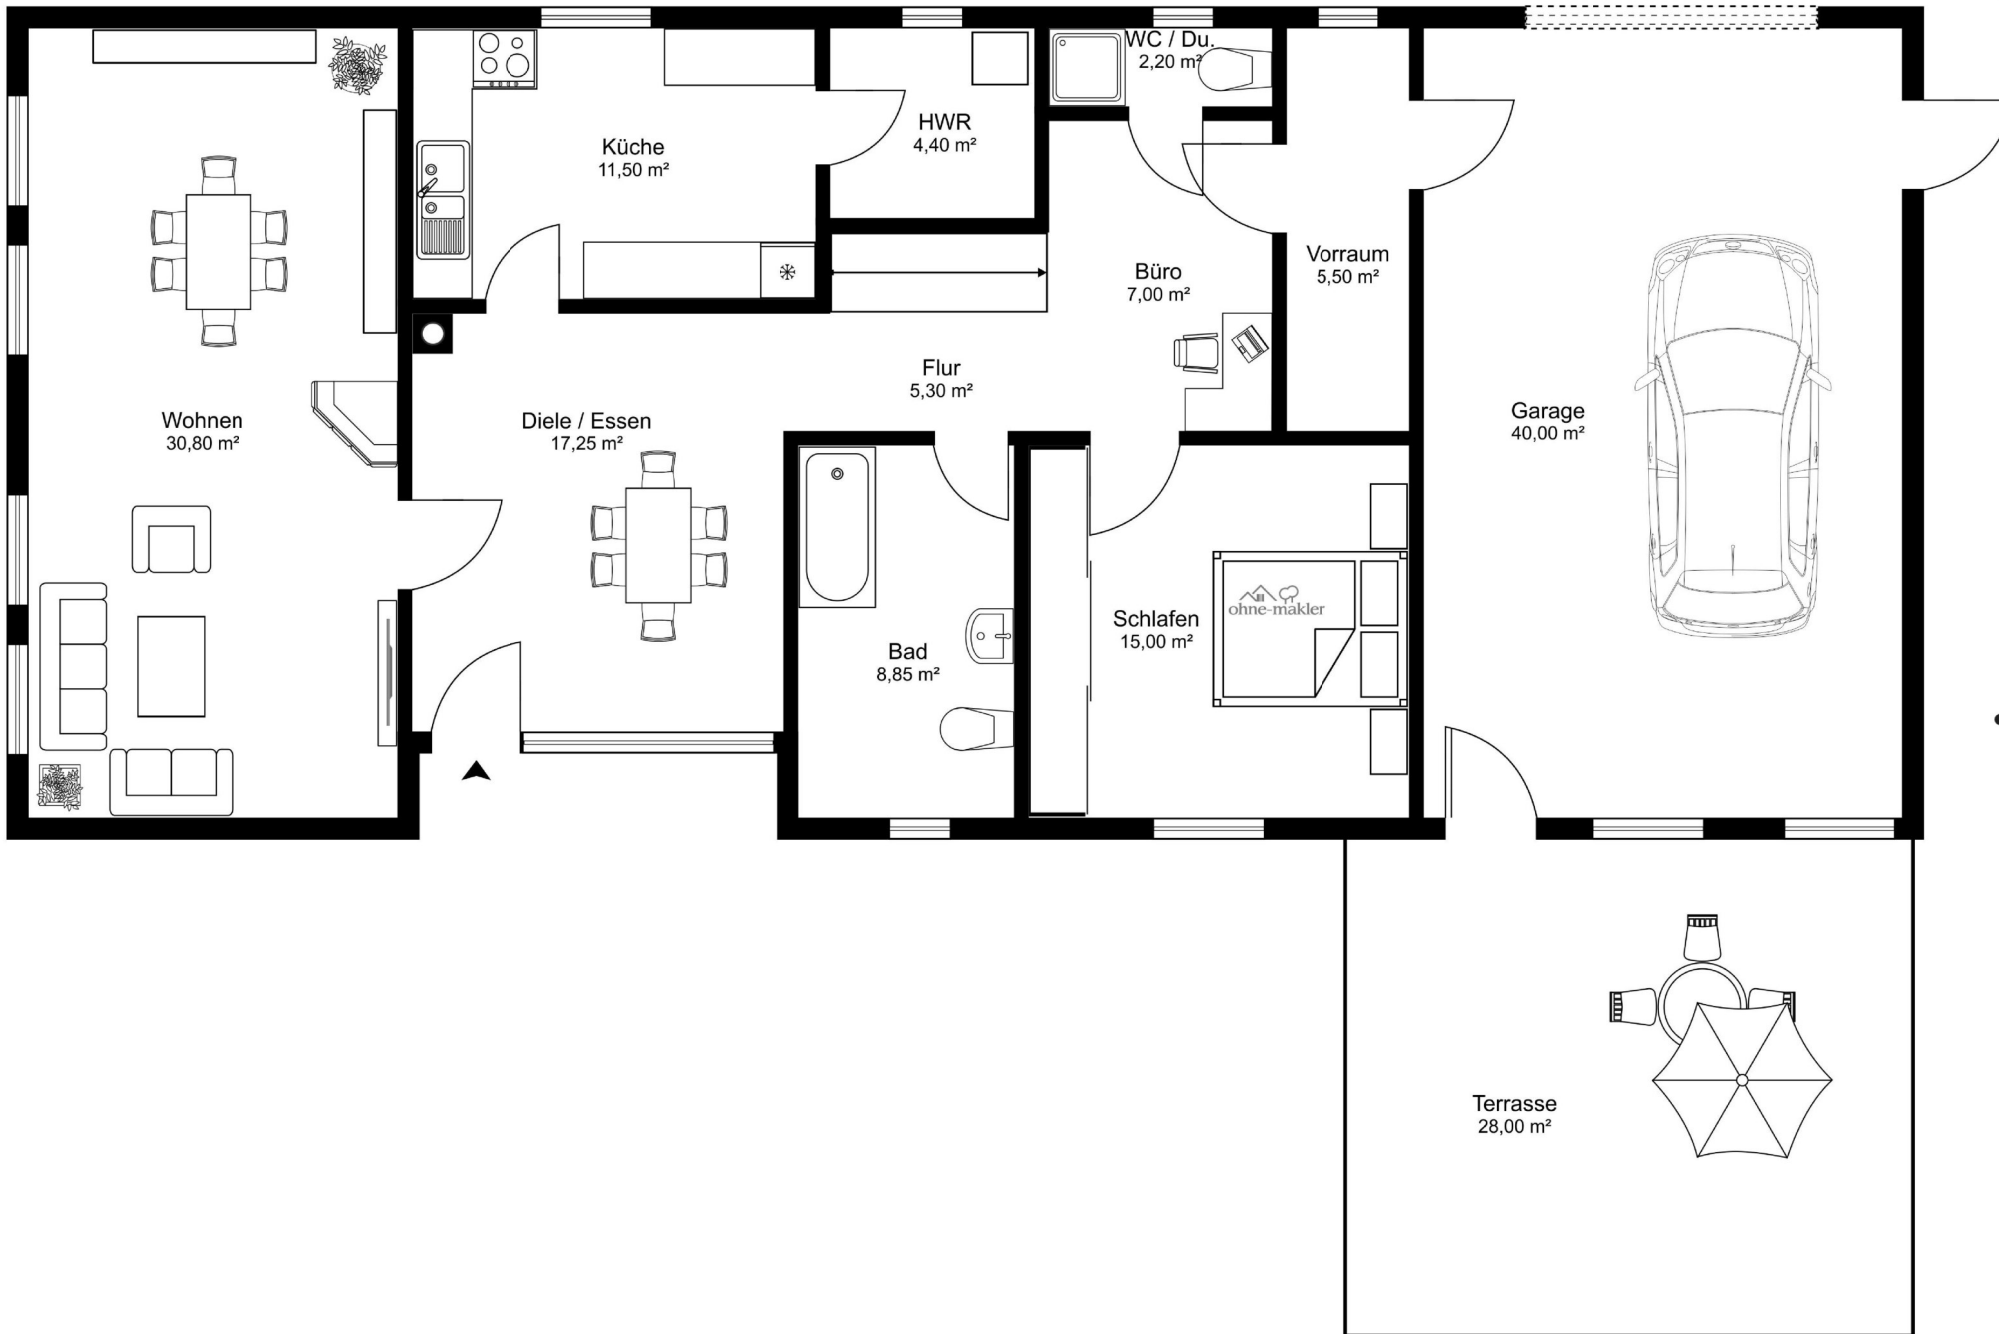 WC / Du.
2,20 m²
HWR
4,40 m²
Küche
11,50 m²
Vorraum
5,50 m²
Büro
7,00 m²
Flur
5,30 m²
Garage
40,00 m²
Wohnen
30,80 m²
Diele / Essen
17,25 m²
ohne-makler
Schlafen
15,00 m²
Bad
8,85 m²
Terrasse
28,00 m²